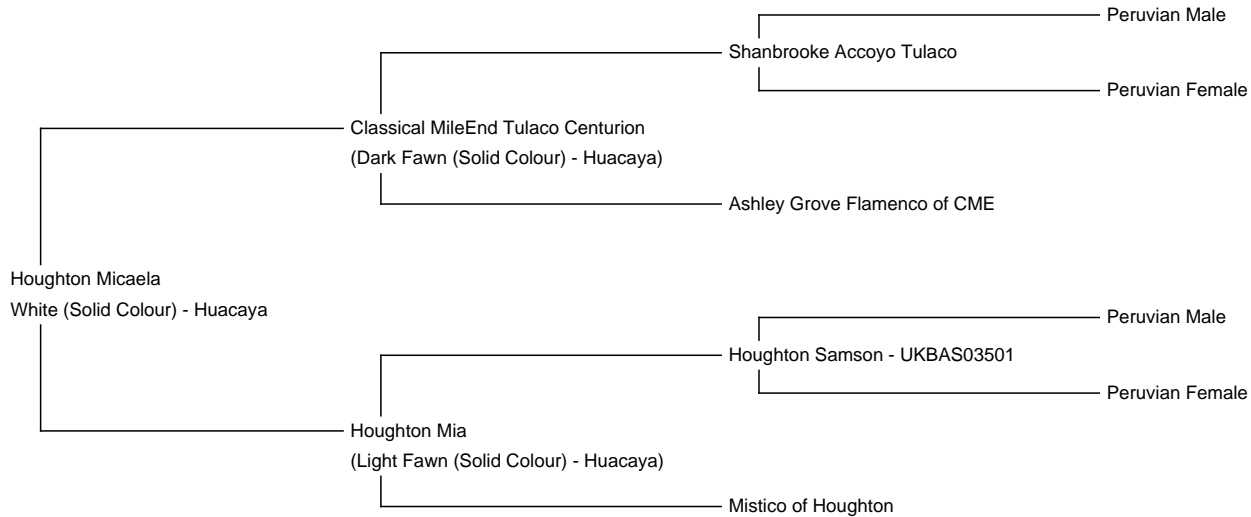 Peruvian Male
Shanbrooke Accoyo Tulaco
Peruvian Female
Classical MileEnd Tulaco Centurion
(Dark Fawn (Solid Colour) - Huacaya)
Ashley Grove Flamenco of CME
Houghton Micaela
White (Solid Colour) - Huacaya
Peruvian Male
Houghton Samson - UKBAS03501
Peruvian Female
Houghton Mia
(Light Fawn (Solid Colour) - Huacaya)
Mistico of Houghton